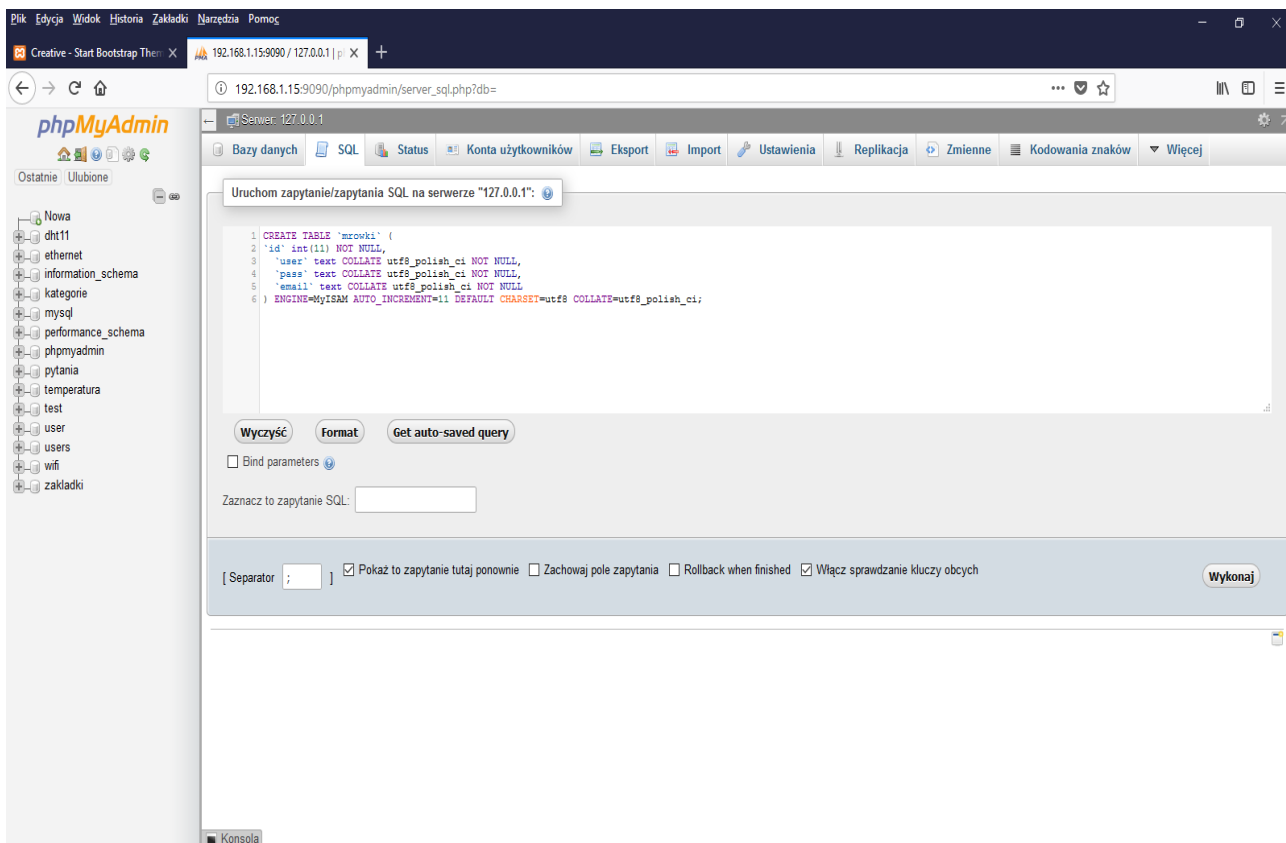 Plik Edycja Widok Historia Zakładki Narzędzia Pomoc
Creative - Start Bootstrap Them
192.168.1.15:9090 / 127.0.0.1 | p
192.168.1.15:9090/phpmyadmin/server_sql.php?db=
phpMyAdmin
Ostatnie Ulubione
Nowa
dht11
ethernet
information_schema
kategorie
mysql
performance_schema
phpmyadmin
pytania
temperatura
test
user
users
wifi
zakladki
Serwer: 127.0.0.1
Bazy danych SQL Status Konta użytkowników Eksport Import Ustawienia Replikacja Zmienne Kodowania znaków Więcej
Uruchom zapytanie/zapytania SQL na serwerze "127.0.0.1":
1 CREATE TABLE `mrowki` (
2 `id` int(11) NOT NULL,
3 `user` text COLLATE utf8_polish_ci NOT NULL,
4 `pass` text COLLATE utf8_polish_ci NOT NULL,
5 `email` text COLLATE utf8_polish_ci NOT NULL
6 ) ENGINE=MyISAM AUTO_INCREMENT=11 DEFAULT CHARSET=utf8 COLLATE=utf8_polish_ci;
Wyczyść Format Get auto-saved query
Bind parameters
Zaznacz to zapytanie SQL:
[ Separator ; ] Pokaż to zapytanie tutaj ponownie Zachowaj pole zapytania Rollback when finished Włącz sprawdzanie kluczy obcych Wykonaj
Konsola